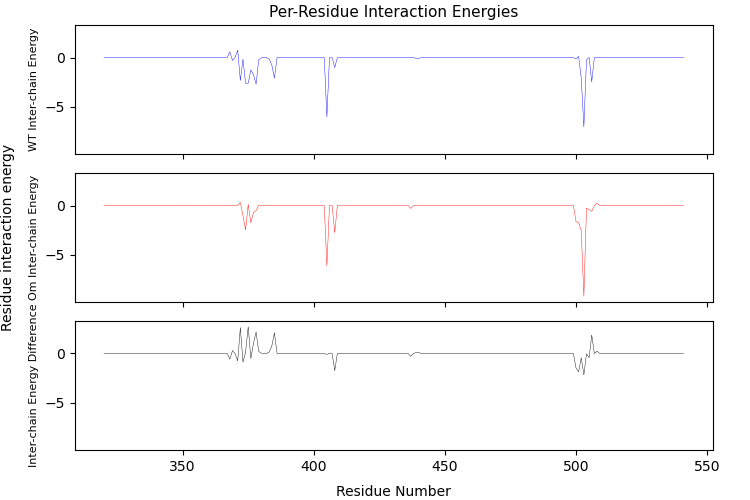 Per-Residue Interaction Energies
Residue interaction energy
WT Inter-chain Energy
0
−5
Om Inter-chain Energy
0
−5
Inter-chain Energy Difference
0
−5
350
400
450
500
550
Residue Number